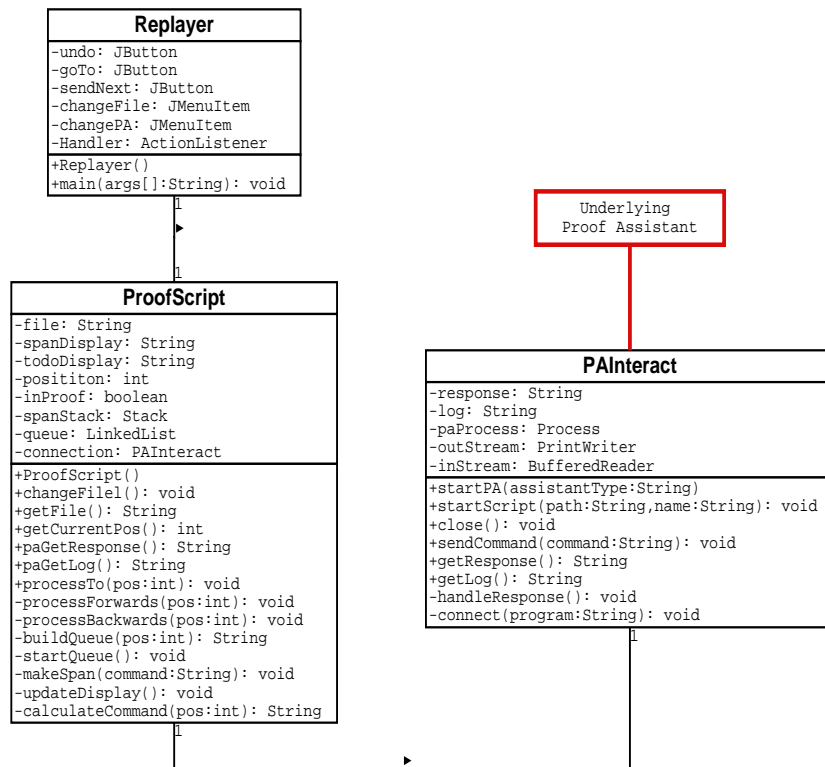 Replayer
-undo: JButton
-goTo: JButton
-sendNext: JButton
-changeFile: JMenuItem
-changePA: JMenuItem
-Handler: ActionListener
+Replayer()
+main(args[]:String): void
1
1
ProofScript
-file: String
-spanDisplay: String
-todoDisplay: String
-posititon: int
-inProof: boolean
-spanStack: Stack
-queue: LinkedList
-connection: PAInteract
+ProofScript()
+changeFilel(): void
+getFile(): String
+getCurrentPos(): int
+paGetResponse(): String
+paGetLog(): String
+processTo(pos:int): void
-processForwards(pos:int): void
-processBackwards(pos:int): void
-buildQueue(pos:int): String
-startQueue(): void
-makeSpan(command:String): void
-updateDisplay(): void
-calculateCommand(pos:int): String
1
Underlying
Proof Assistant
PAInteract
-response: String
-log: String
-paProcess: Process
-outStream: PrintWriter
-inStream: BufferedReader
+startPA(assistantType:String)
+startScript(path:String,name:String): void
+close(): void
+sendCommand(command:String): void
+getResponse(): String
+getLog(): String
-handleResponse(): void
-connect(program:String): void
1